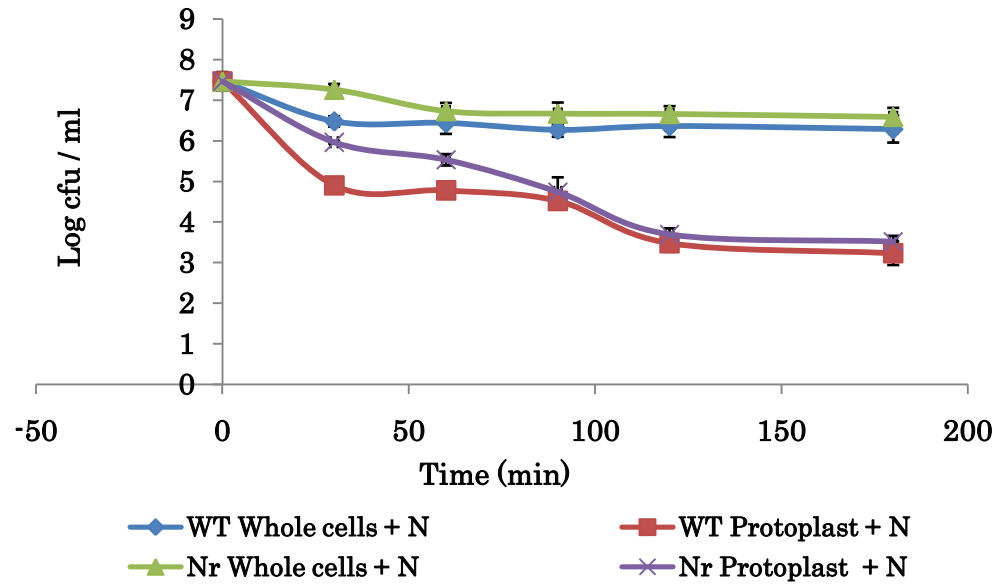 9
8
7
6
5
4
3
2
1
0
Log cfu / ml
-50 0 50 100 150 200
Time (min)
WT Whole cells + N WT Protoplast + N
Nr Whole cells + N Nr Protoplast + N